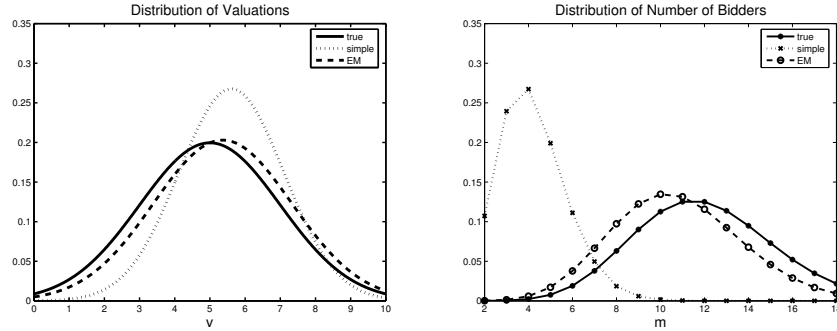 Distribution of Valuations
0.35
0.3
0.25
0.2
0.15
0.1
0.05
0
0 1 2 3 4 5 6 7 8 9 10
v
true
simple
EM
Distribution of Number of Bidders
0.35
0.3
0.25
0.2
0.15
0.1
0.05
0
2 4 6 8 10 12 14 16 18
m
true
simple
EM